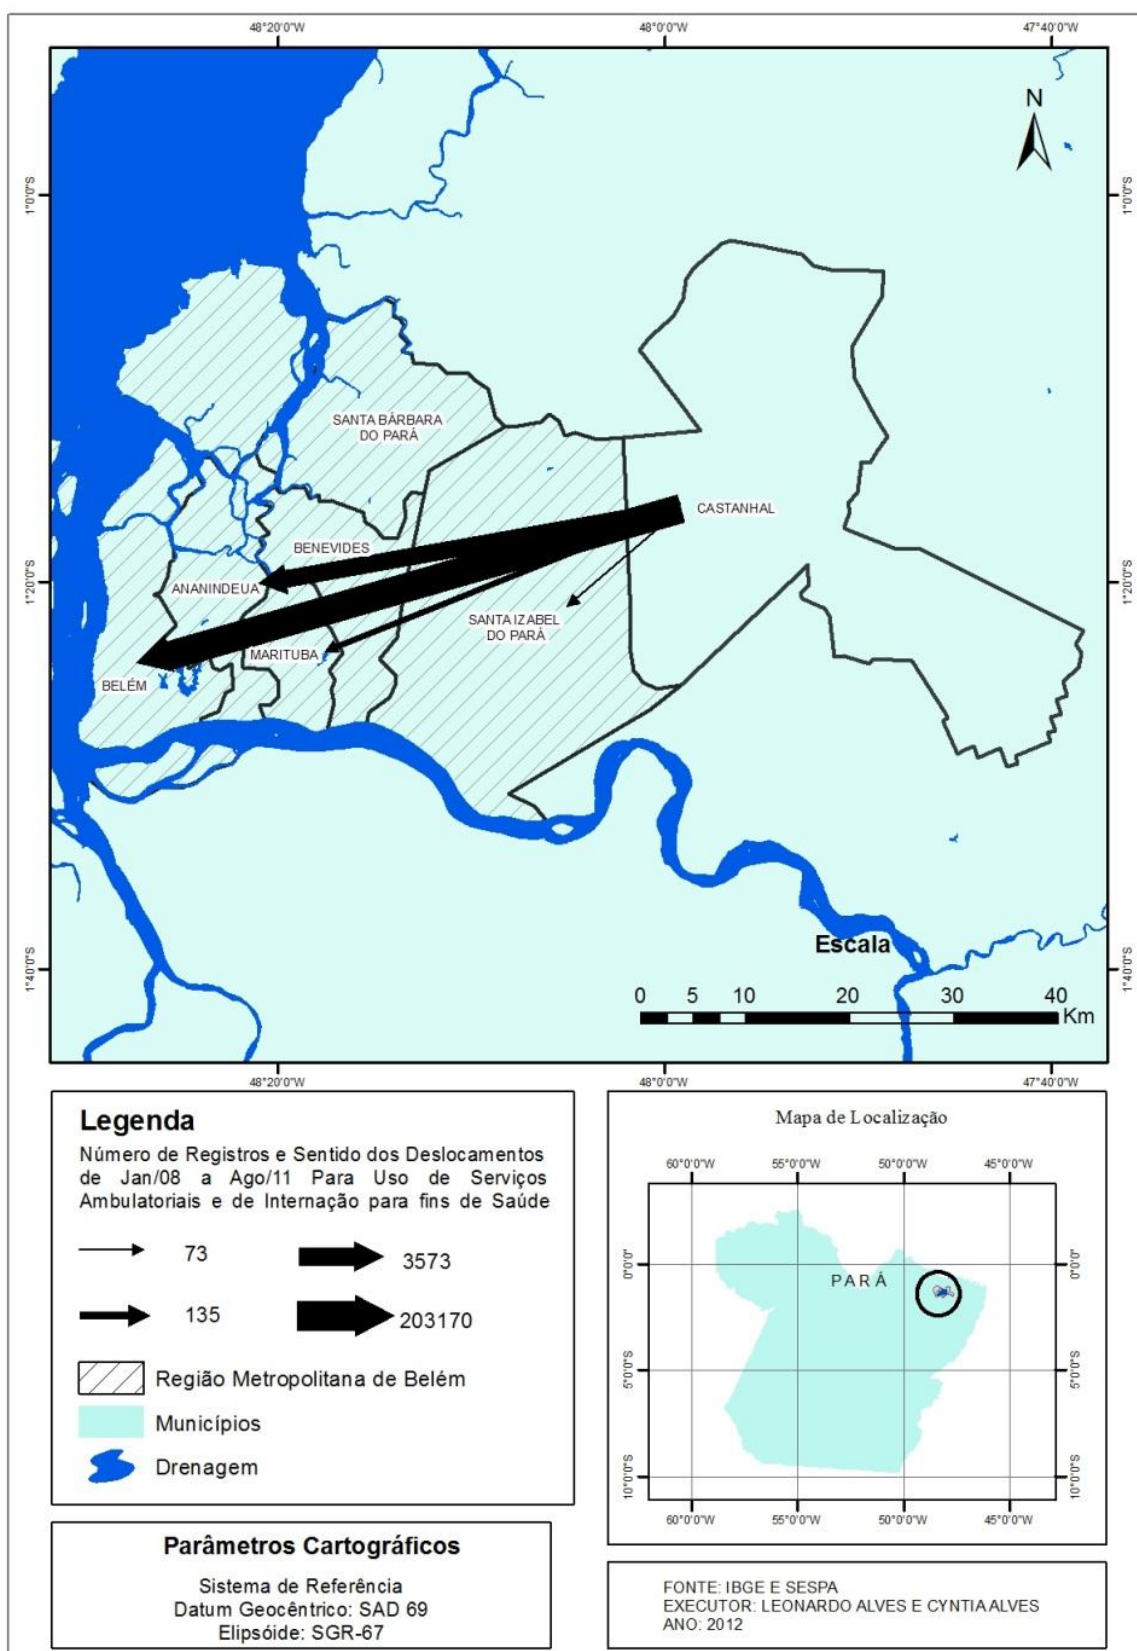 48°20'0"W 48°0'0"W 47°40'0"W
N
1°0'0"S 1°0'0"S
SANTA BÁRBARA
DO PARÁ
CASTANHAL
BENEVIDES
1°20'0"S 1°20'0"S
ANANINDEUA
SANTA IZABEL
DO PARÁ
MARITUBA
BELÉM
Escala
1°40'0"S 1°40'0"S
0 5 10 20 30 40
Km
48°20'0"W 48°0'0"W 47°40'0"W
Legenda
Número de Registros e Sentido dos Deslocamentos
de Jan/08 a Ago/11 Para Uso de Serviços
Ambulatoriais e de Internação para fins de Saúde
73 3573
135 203170
Região Metropolitana de Belém
Municípios
Drenagem
Mapa de Localização
60°0'0"W 55°0'0"W 50°0'0"W 45°0'0"W
0°0'0" 0°0'0"
PARÁ
5°0'0"S 5°0'0"S
10°0'0"S 10°0'0"S
60°0'0"W 55°0'0"W 50°0'0"W 45°0'0"W
Parâmetros Cartográficos
Sistema de Referência
Datum Geocêntrico: SAD 69
Elipsóide: SGR-67
FONTE: IBGE E SESPA
EXECUTOR: LEONARDO ALVES E CYNTIA ALVES
ANO: 2012